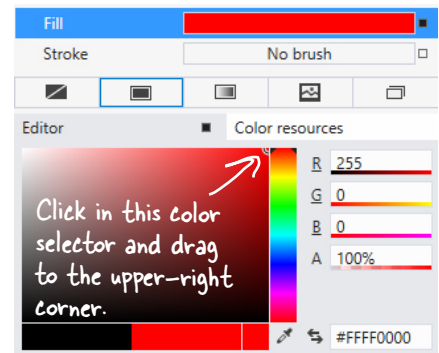 Fill
Stroke No brush
Editor Color resources
R 255
G 0
B 0
A 100%
Click in this color
selector and drag
to the upper-right
corner.
#FFFF0000